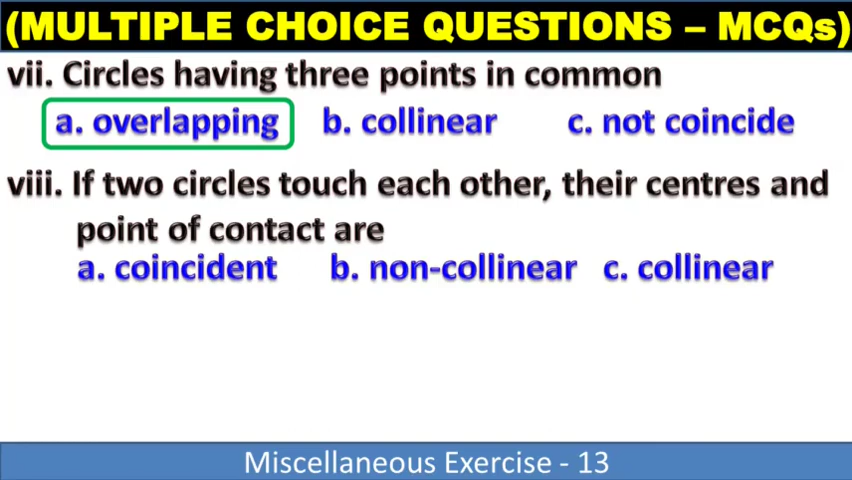 (MULTIPLE CHOICE QUESTIONS – MCQs)
vii. Circles having three points in common
a. overlapping b. collinear c. not coincide
viii. If two circles touch each other, their centres and
point of contact are
a. coincident b. non-collinear c. collinear
Miscellaneous Exercise - 13